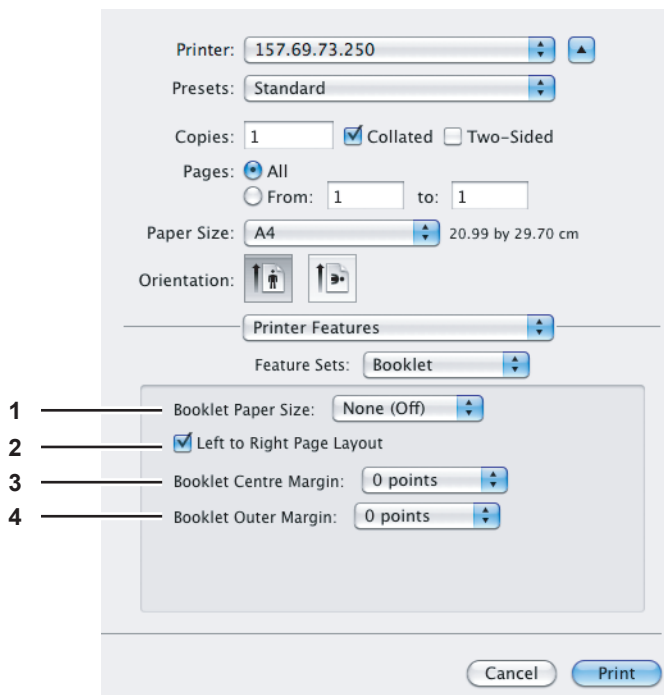 Printer: 157.69.73.250
Presets: Standard
Copies: 1 Collated Two-Sided
Pages: All
From: 1 to: 1
Paper Size: A4 20.99 by 29.70 cm
Orientation:
Printer Features
Feature Sets: Booklet
1 Booklet Paper Size: None (Off)
2 Left to Right Page Layout
3 Booklet Centre Margin: 0 points
4 Booklet Outer Margin: 0 points
Cancel Print